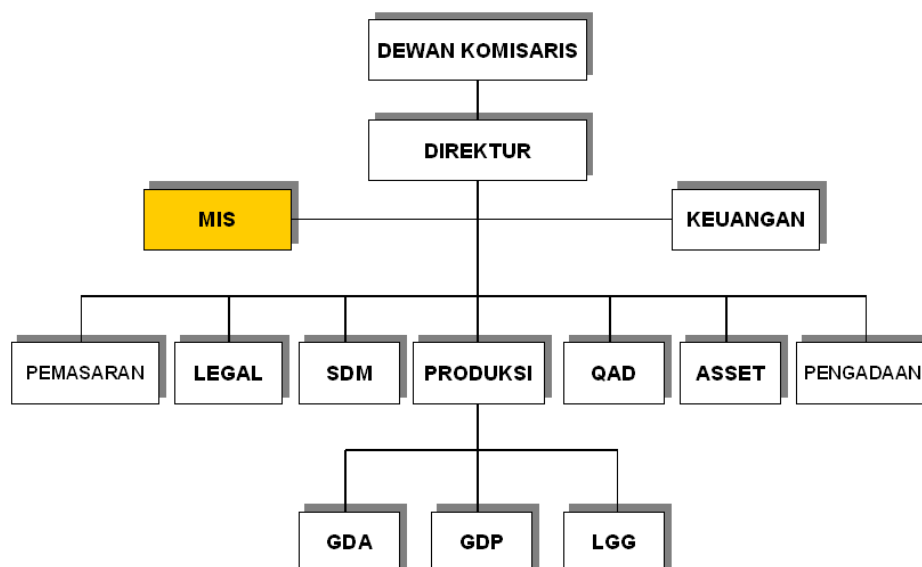 DEWAN KOMISARIS
DIREKTUR
MIS
KEUANGAN
PEMASARAN
LEGAL
SDM
PRODUKSI
QAD
ASSET
PENGADAAN
GDA
GDP
LGG